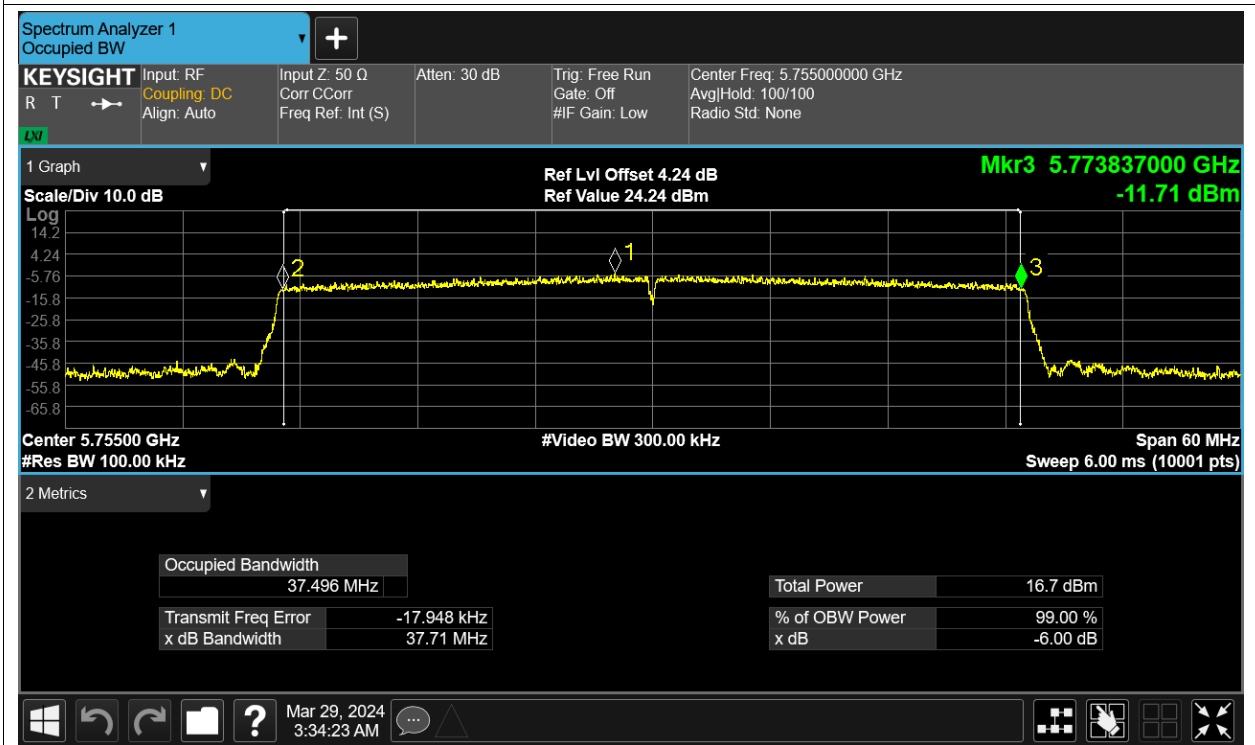 Spectrum Analyzer 1
Occupied BW
KEYSIGHT
R T
LXI
Input: RF
Coupling: DC
Align: Auto
Input Z: 50 Ω
Corr CCorr
Freq Ref: Int (S)
Atten: 30 dB
Trig: Free Run
Gate: Off
#IF Gain: Low
Center Freq: 5.755000000 GHz
Avg|Hold: 100/100
Radio Std: None
1 Graph
Scale/Div 10.0 dB
Ref Lvl Offset 4.24 dB
Ref Value 24.24 dBm
Mkr3 5.773837000 GHz
-11.71 dBm
Log
14.2
4.24
-5.76
-15.8
-25.8
-35.8
-45.8
-55.8
-65.8
2
1
3
Center 5.75500 GHz
#Res BW 100.00 kHz
#Video BW 300.00 kHz
Span 60 MHz
Sweep 6.00 ms (10001 pts)
2 Metrics
Occupied Bandwidth
37.496 MHz
Transmit Freq Error -17.948 kHz
x dB Bandwidth 37.71 MHz
Total Power 16.7 dBm
% of OBW Power 99.00 %
x dB -6.00 dB
?
Mar 29, 2024
3:34:23 AM